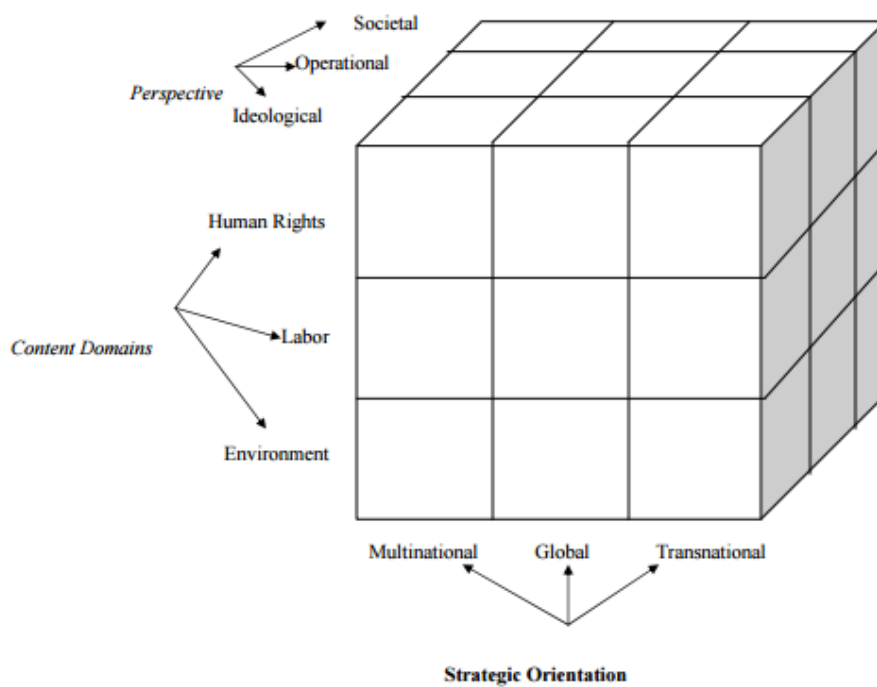 Societal
Operational
Perspective
Ideological
Human Rights
Labor
Content Domains
Environment
Multinational Global Transnational
Strategic Orientation